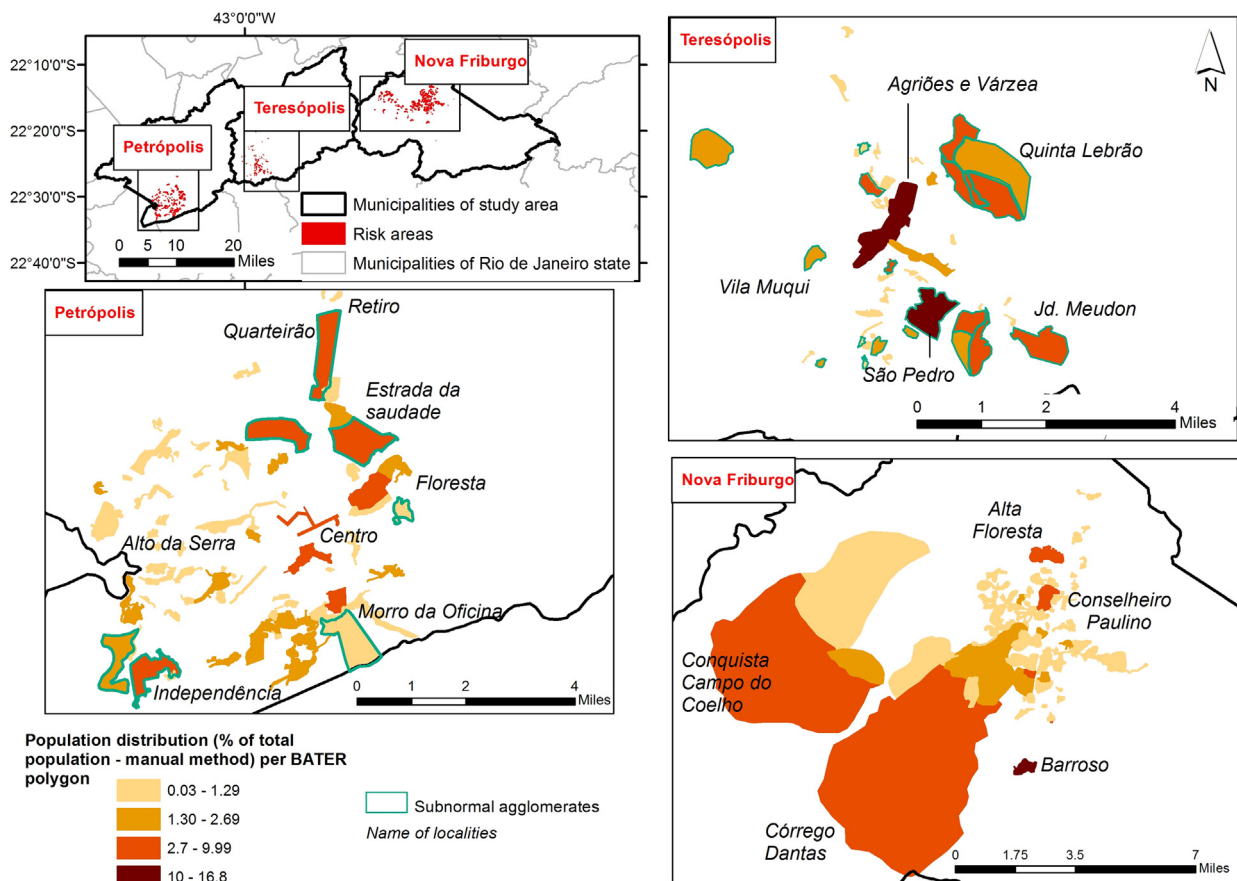 43°0'0"W
22°10'0"S
22°20'0"S
22°30'0"S
22°40'0"S
Nova Friburgo
Teresópolis
Petrópolis
Municipalities of study area
Risk areas
Municipalities of Rio de Janeiro state
0 5 10 20
Miles
Teresópolis
N
Agriões e Várzea
Quinta Lebrão
Vila Muqui
Jd. Meudon
São Pedro
0 1 2 4
Miles
Petrópolis
Retiro
Quarteirão
Estrada da
saudade
Floresta
Centro
Alto da Serra
Morro da Oficina
Independência
0 1 2 4
Miles
Nova Friburgo
Alta
Floresta
Conselheiro
Paulino
Conquista
Campo do
Coelho
Barroso
Córrego
Dantas
0 1.75 3.5 7
Miles
Population distribution (% of total
population - manual method) per BATER
polygon
0.03 - 1.29
1.30 - 2.69
2.7 - 9.99
10 - 16.8
Subnormal agglomerates
Name of localities